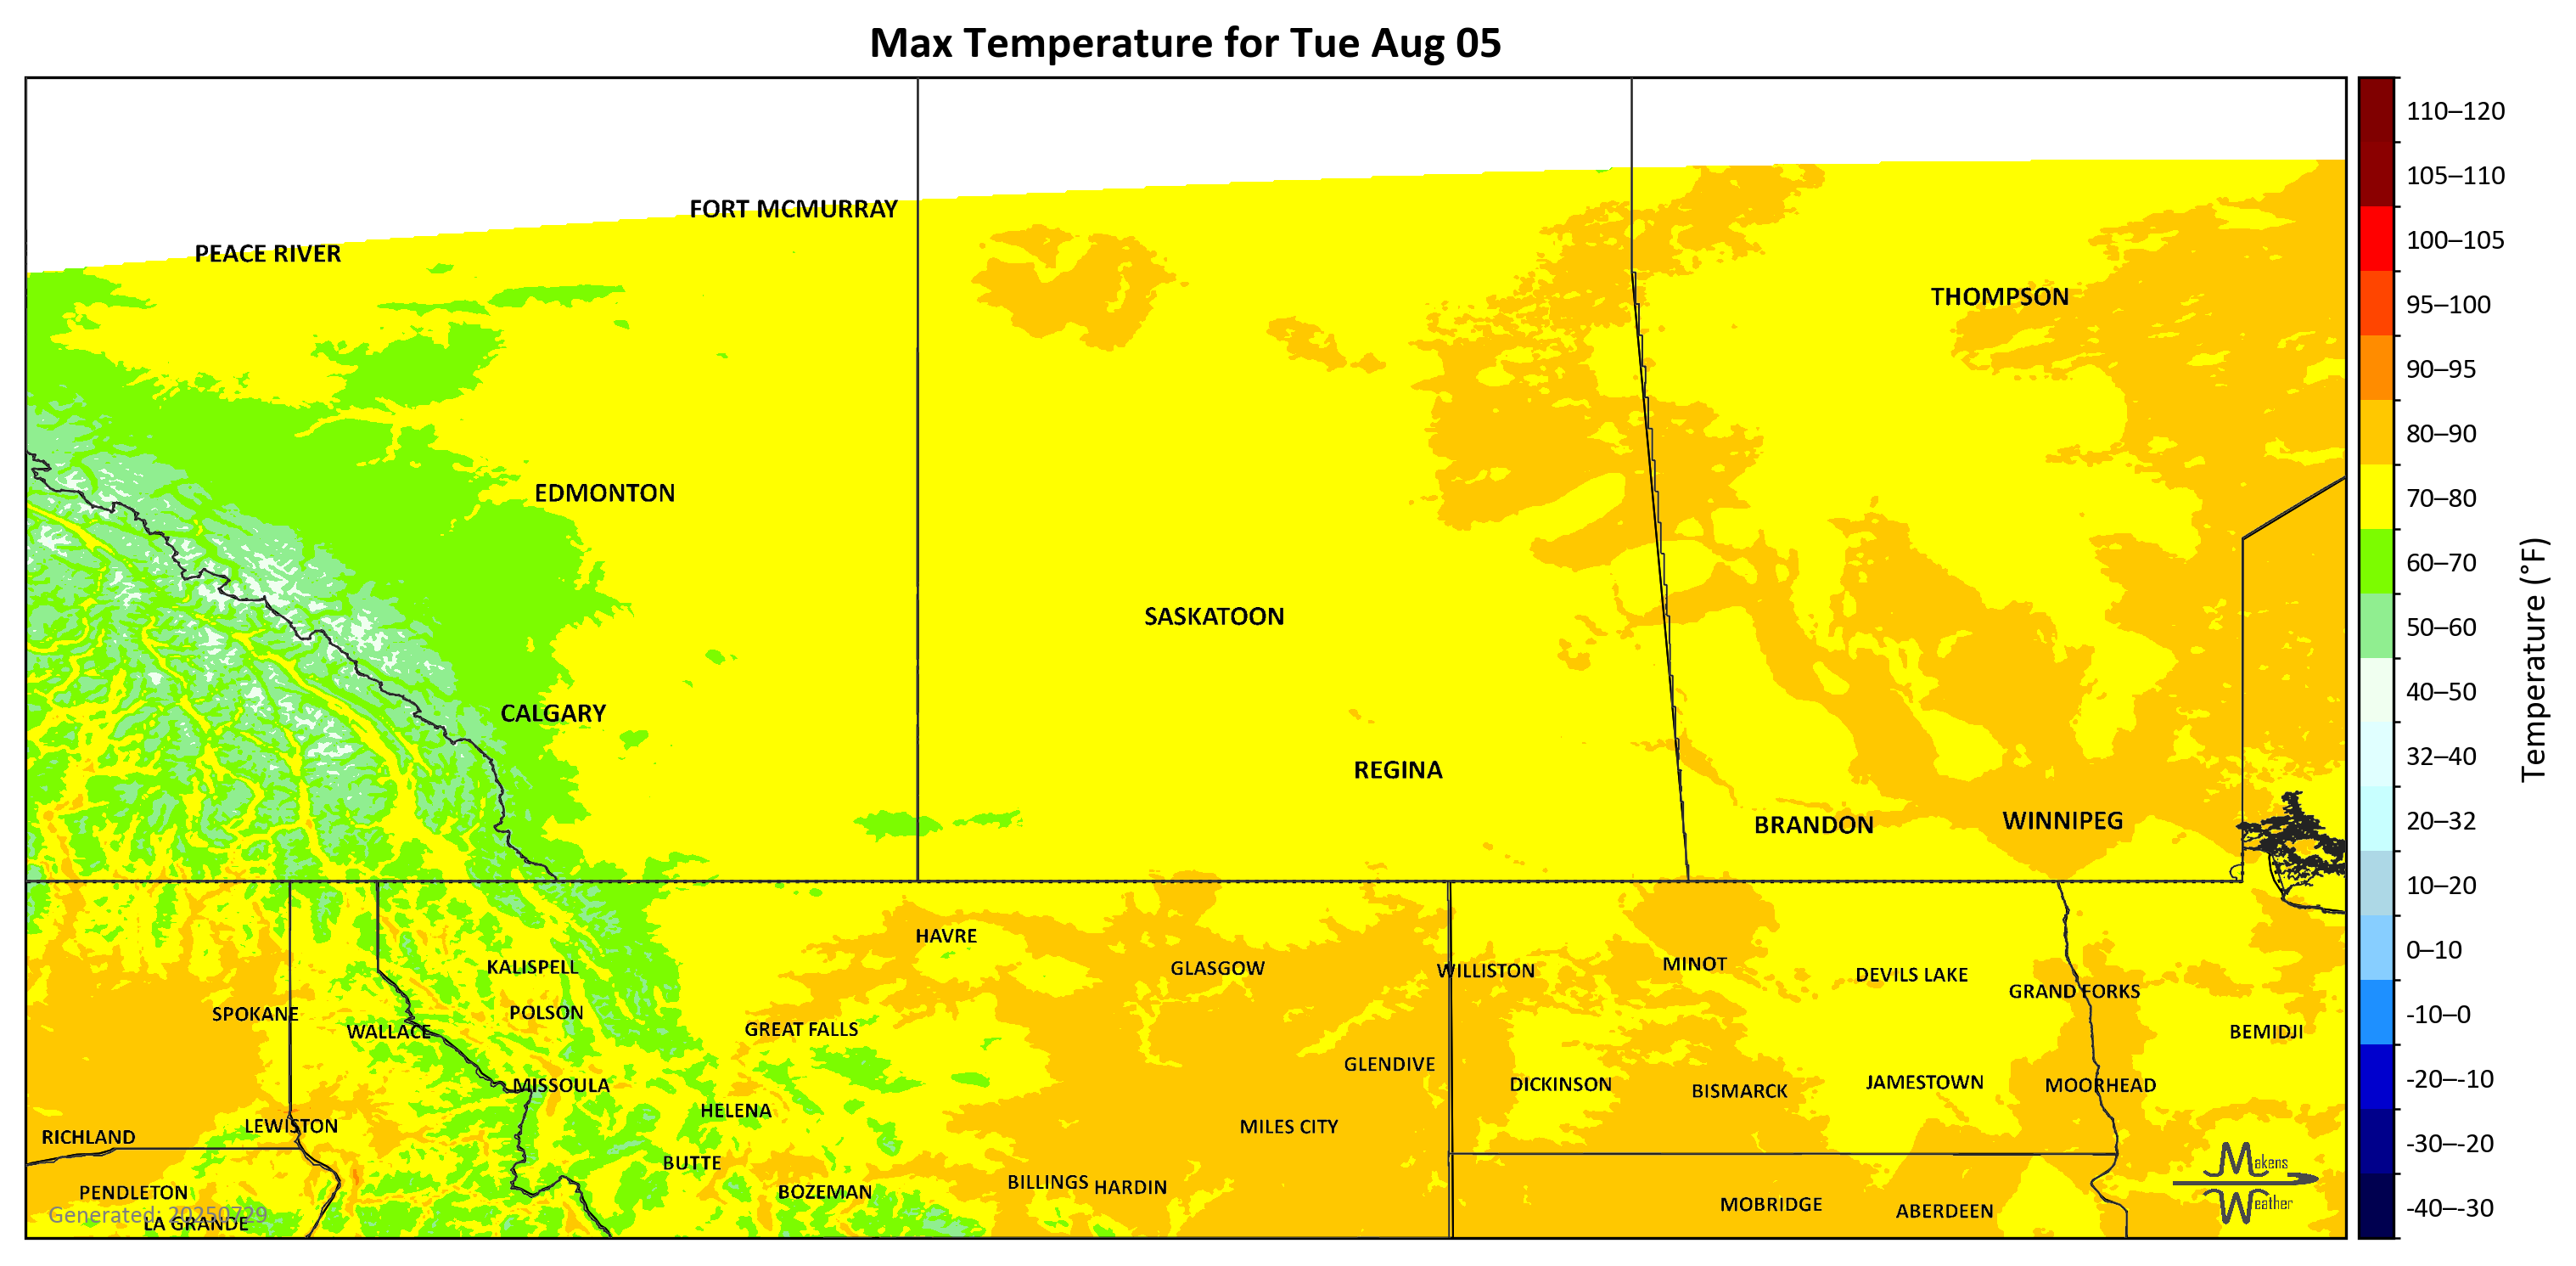 Max Temperature for Tue Aug 05
FORT MCMURRAY
PEACE RIVER
THOMPSON
EDMONTON
SASKATOON
CALGARY
REGINA
BRANDON
WINNIPEG
HAVRE
KALISPELL
GLASGOW
WILLISTON
MINOT
DEVILS LAKE
GRAND FORKS
SPOKANE
POLSON
WALLACE
GREAT FALLS
BEMIDJI
GLENDIVE
MISSOULA
DICKINSON
BISMARCK
JAMESTOWN
MOORHEAD
HELENA
LEWISTON
MILES CITY
RICHLAND
BUTTE
PENDLETON
BOZEMAN
BILLINGS
HARDIN
MOBRIDGE
ABERDEEN
LA GRANDE
Generated: 20250729
Makens
Weather
110–120
105–110
100–105
95–100
90–95
80–90
70–80
60–70
50–60
40–50
32–40
20–32
10–20
0–10
-10–0
-20–-10
-30–-20
-40–-30
Temperature (°F)